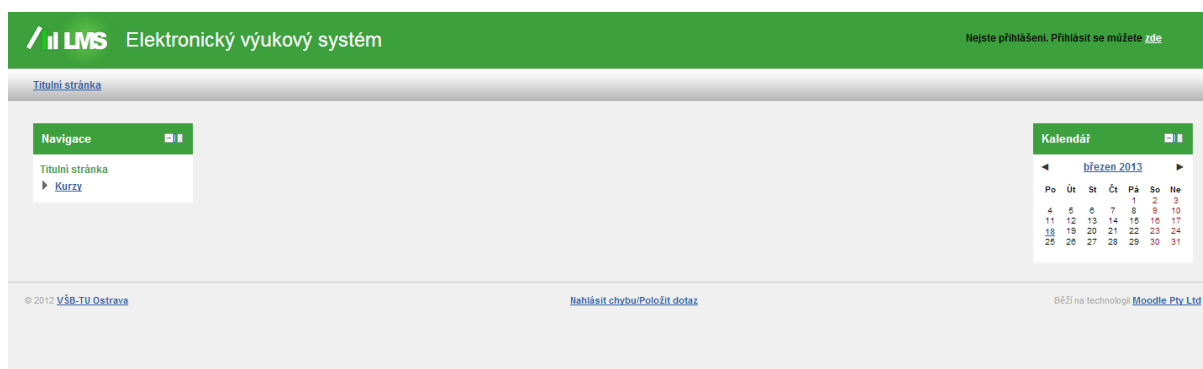 LMS Elektronický výukový systém
Nejste přihlášeni. Přihlásit se můžete zde
Titulní stránka
Navigace
Titulní stránka
Kurzy
Kalendář
◄ březen 2013 ►
Po Út St Čt Pá So Ne
1 2 3
4 5 6 7 8 9 10
11 12 13 14 15 16 17
18 19 20 21 22 23 24
25 26 27 28 29 30 31
© 2012 VŠB-TU Ostrava
Nahlásit chybu/Položit dotaz
Běží na technologii Moodle Pty Ltd